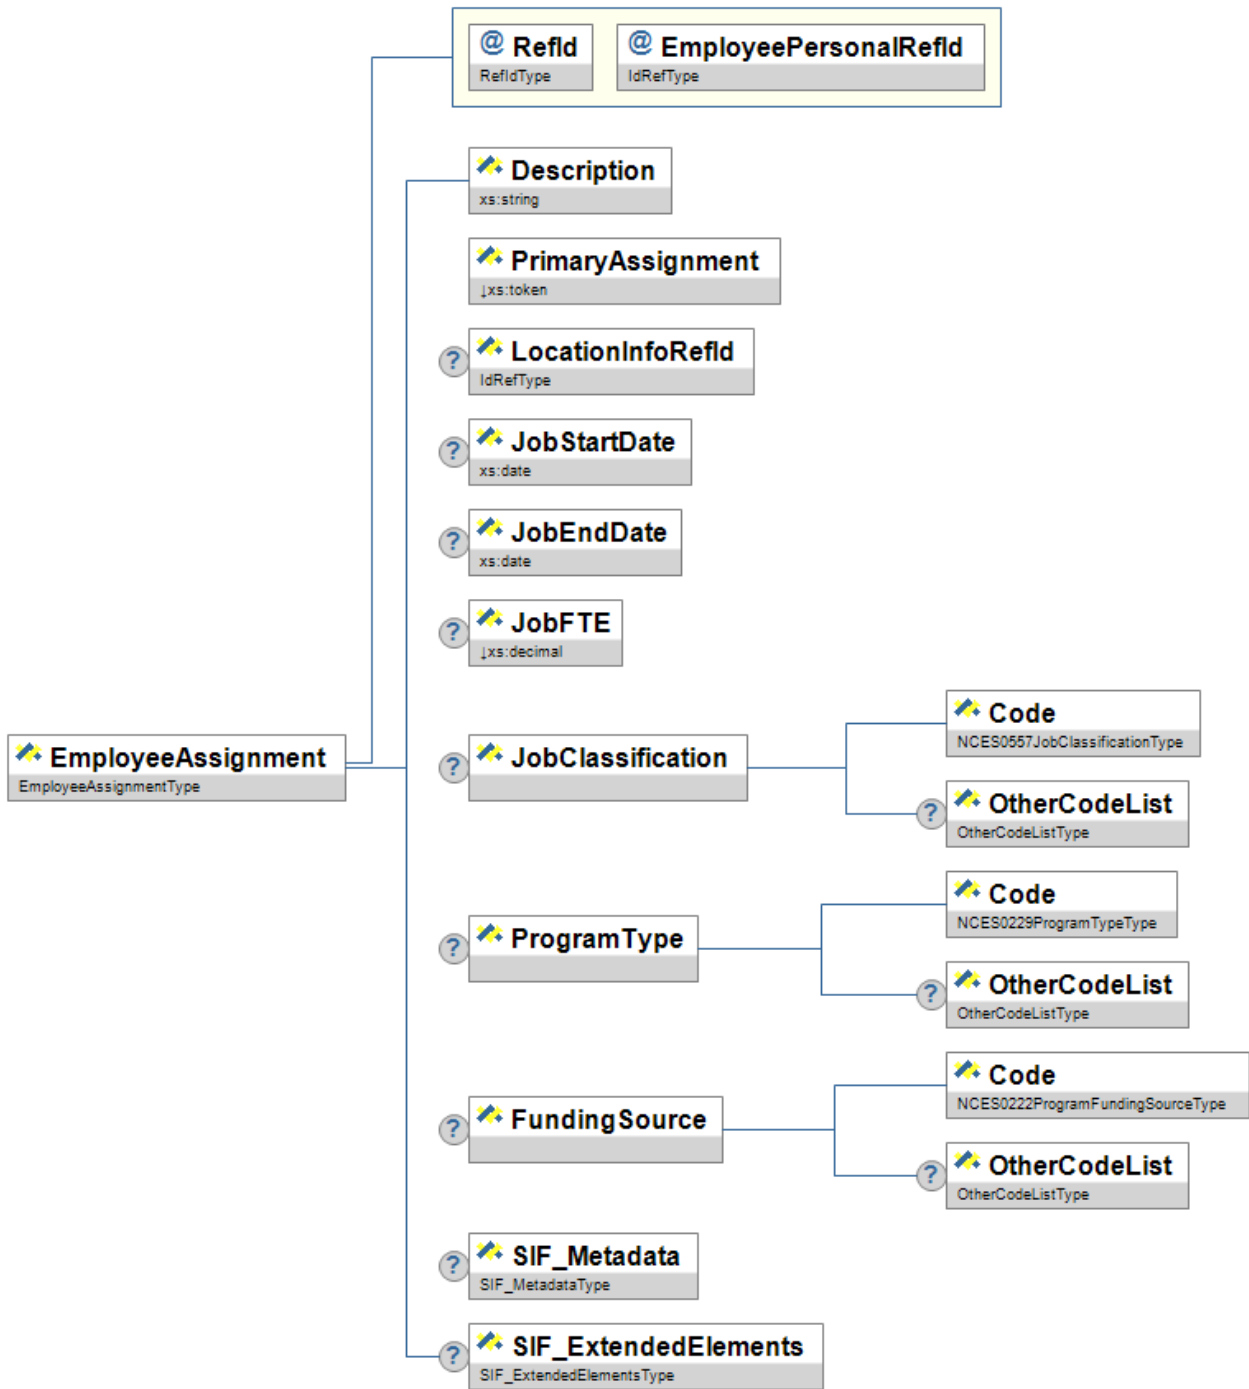 @ RefId
RefIdType
@ EmployeePersonalRefId
IdRefType
Description
xs:string
PrimaryAssignment
↓xs:token
? LocationInfoRefId
IdRefType
? JobStartDate
xs:date
? JobEndDate
xs:date
? JobFTE
↓xs:decimal
EmployeeAssignment
EmployeeAssignmentType
? JobClassification
Code
NCES0557JobClassificationType
? OtherCodeList
OtherCodeListType
? ProgramType
Code
NCES0229ProgramTypeType
? OtherCodeList
OtherCodeListType
? FundingSource
Code
NCES0222ProgramFundingSourceType
? OtherCodeList
OtherCodeListType
? SIF_Metadata
SIF_MetadataType
? SIF_ExtendedElements
SIF_ExtendedElementsType